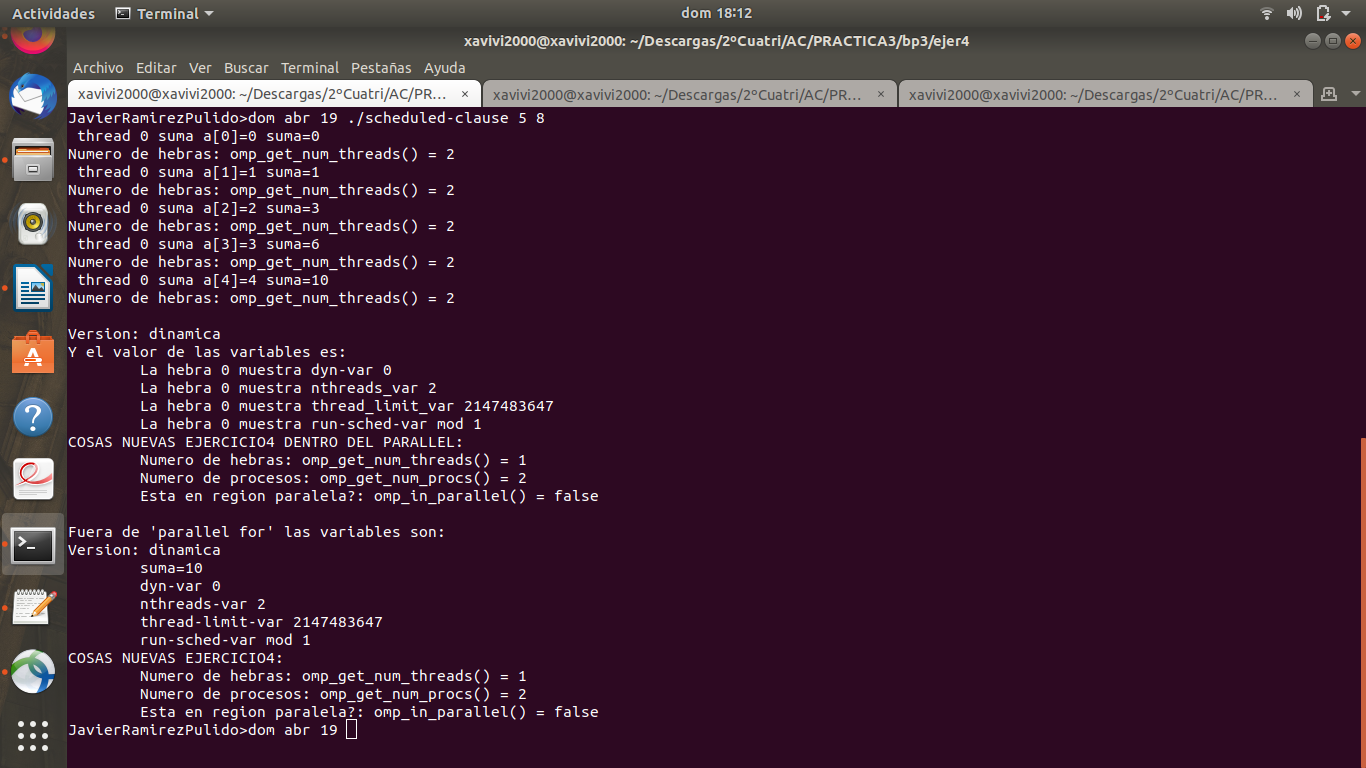 Actividades Terminal dom 18:12
xavivi2000@xavivi2000: ~/Descargas/2ºCuatri/AC/PRACTICA3/bp3/ejer4
Archivo Editar Ver Buscar Terminal Pestañas Ayuda
xavivi2000@xavivi2000: ~/Descargas/2ºCuatri/AC/PR... × xavivi2000@xavivi2000: ~/Descargas/2ºCuatri/AC/PR... × xavivi2000@xavivi2000: ~/Descargas/2ºCuatri/AC/PR... ×
JavierRamirezPulido>dom abr 19 ./scheduled-clause 5 8
thread 0 suma a[0]=0 suma=0
Numero de hebras: omp_get_num_threads() = 2
thread 0 suma a[1]=1 suma=1
Numero de hebras: omp_get_num_threads() = 2
thread 0 suma a[2]=2 suma=3
Numero de hebras: omp_get_num_threads() = 2
thread 0 suma a[3]=3 suma=6
Numero de hebras: omp_get_num_threads() = 2
thread 0 suma a[4]=4 suma=10
Numero de hebras: omp_get_num_threads() = 2
Version: dinamica
Y el valor de las variables es:
La hebra 0 muestra dyn-var 0
La hebra 0 muestra nthreads_var 2
La hebra 0 muestra thread_limit_var 2147483647
La hebra 0 muestra run-sched-var mod 1
COSAS NUEVAS EJERCICIO4 DENTRO DEL PARALLEL:
Numero de hebras: omp_get_num_threads() = 1
Numero de procesos: omp_get_num_procs() = 2
Esta en region paralela?: omp_in_parallel() = false
Fuera de 'parallel for' las variables son:
Version: dinamica
suma=10
dyn-var 0
nthreads-var 2
thread-limit-var 2147483647
run-sched-var mod 1
COSAS NUEVAS EJERCICIO4:
Numero de hebras: omp_get_num_threads() = 1
Numero de procesos: omp_get_num_procs() = 2
Esta en region paralela?: omp_in_parallel() = false
JavierRamirezPulido>dom abr 19